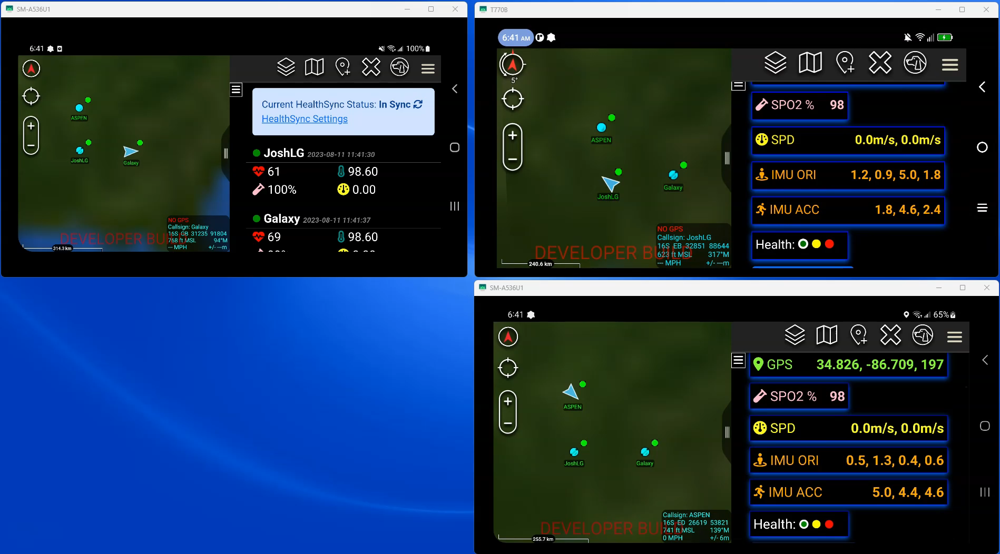 SM-A536U1
6:41
100%
ASPEN
JoshLG
Galaxy
NO GPS
Callsign: Galaxy
16S GB 31235 91804
768 ft MSL 94°M
--- MPH +/- ---m
DEVELOPER BUILD
314.3 km
Current HealthSync Status: In Sync
HealthSync Settings
JoshLG 2023-08-11 11:41:30
61 98.60
100% 0.00
Galaxy 2023-08-11 11:41:37
69 98.60
T770B
6:41 AM
5°
ASPEN
Galaxy
JoshLG
NO GPS
Callsign: JoshLG
16S EB 32851 88644
623 ft MSL 317°M
--- MPH +/- ---m
DEVELOPER BUILD
240.6 km
SPO2 % 98
SPD 0.0m/s, 0.0m/s
IMU ORI 1.2, 0.9, 5.0, 1.8
IMU ACC 1.8, 4.6, 2.4
Health:
SM-A536U1
6:41
65%
ASPEN
JoshLG
Galaxy
Callsign: ASPEN
16S ED 26619 53821
741 ft MSL 139°M
0 MPH +/- 6m
DEVELOPER BUILD
255.7 km
GPS 34.826, -86.709, 197
SPO2 % 98
SPD 0.0m/s, 0.0m/s
IMU ORI 0.5, 1.3, 0.4, 0.6
IMU ACC 5.0, 4.4, 4.6
Health: